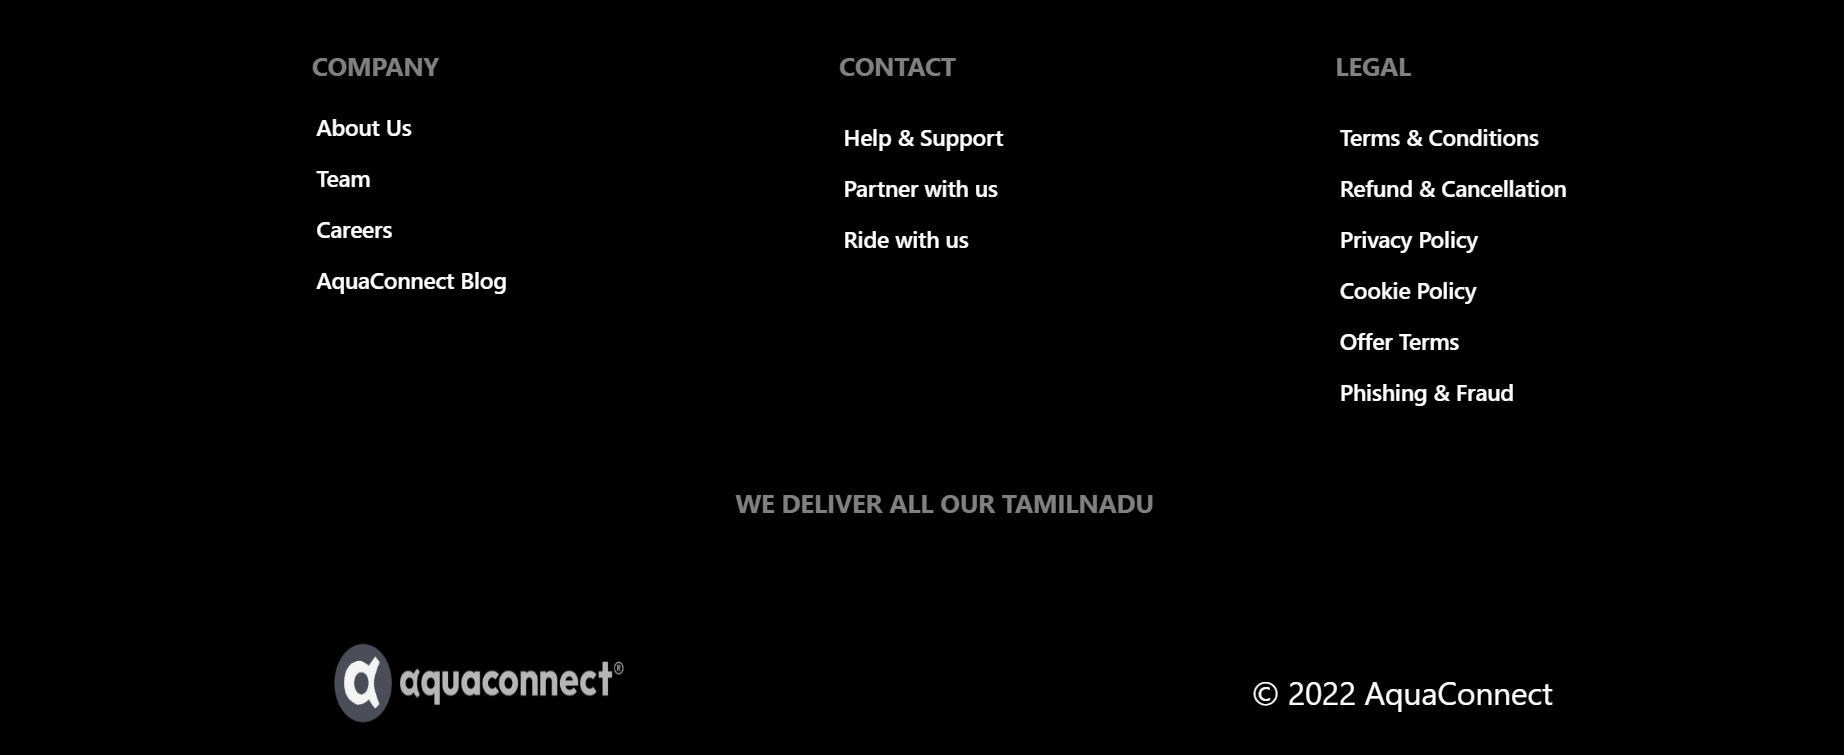 COMPANY
About Us
Team
Careers
AquaConnect Blog
CONTACT
Help & Support
Partner with us
Ride with us
LEGAL
Terms & Conditions
Refund & Cancellation
Privacy Policy
Cookie Policy
Offer Terms
Phishing & Fraud
WE DELIVER ALL OUR TAMILNADU
aquaconnect®
© 2022 AquaConnect